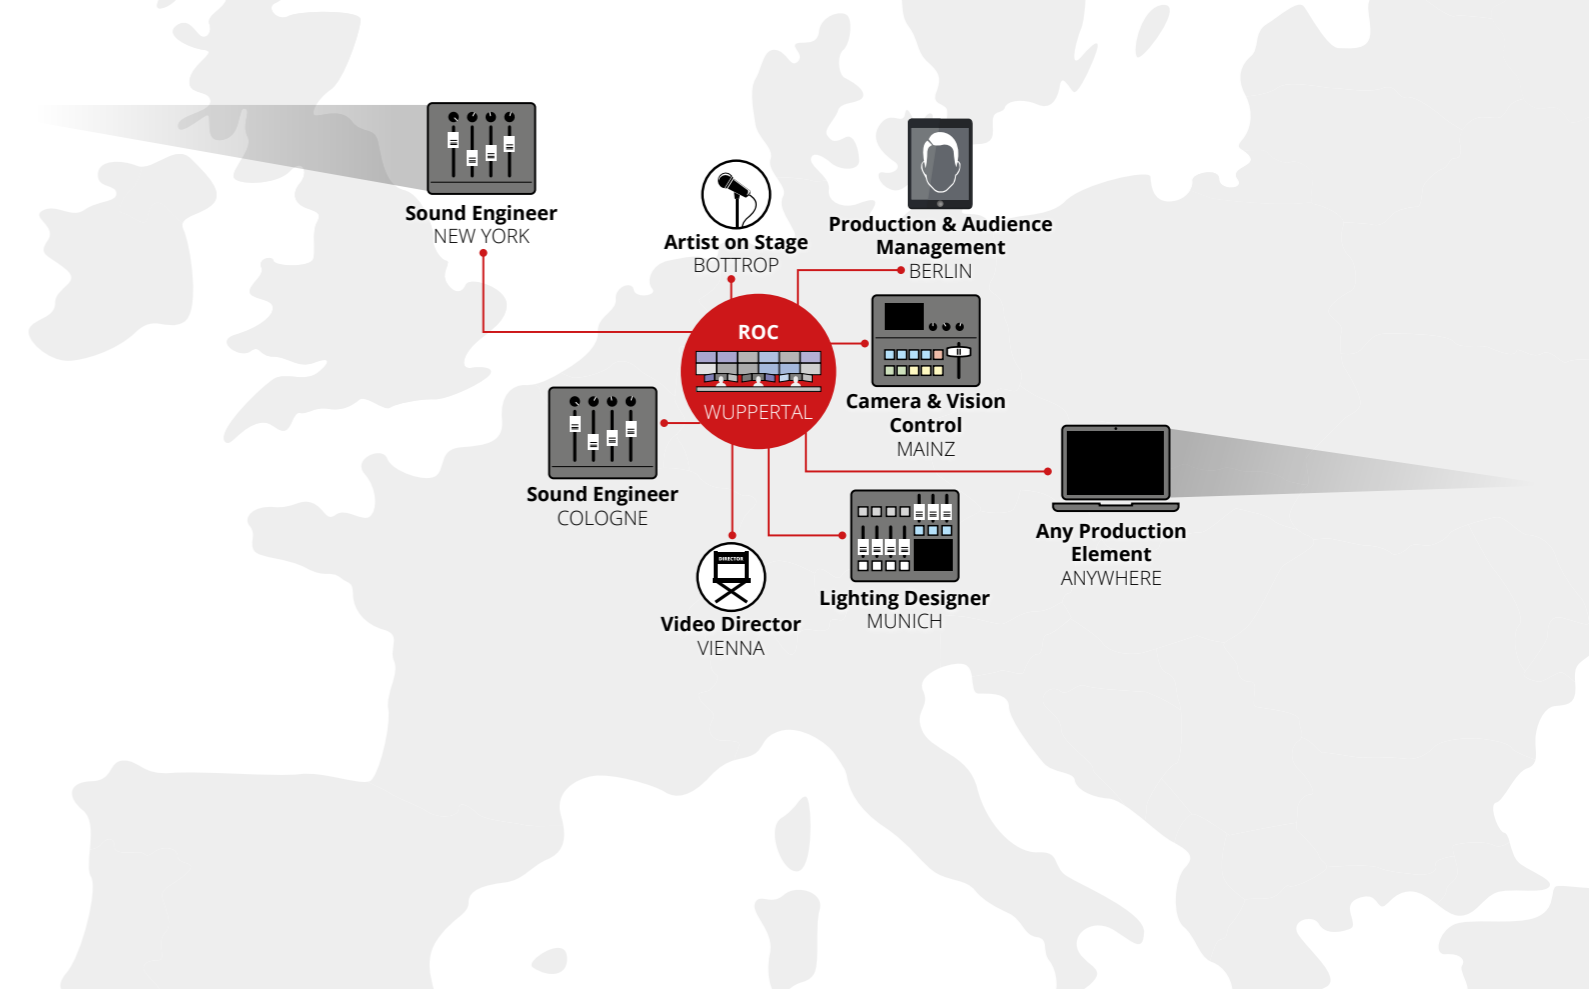 Sound Engineer
NEW YORK
Artist on Stage
BOTTROP
Production & Audience
Management
BERLIN
ROC
WUPPERTAL
Camera & Vision
Control
MAINZ
Sound Engineer
COLOGNE
DIRECTOR
Video Director
VIENNA
Lighting Designer
MUNICH
Any Production
Element
ANYWHERE